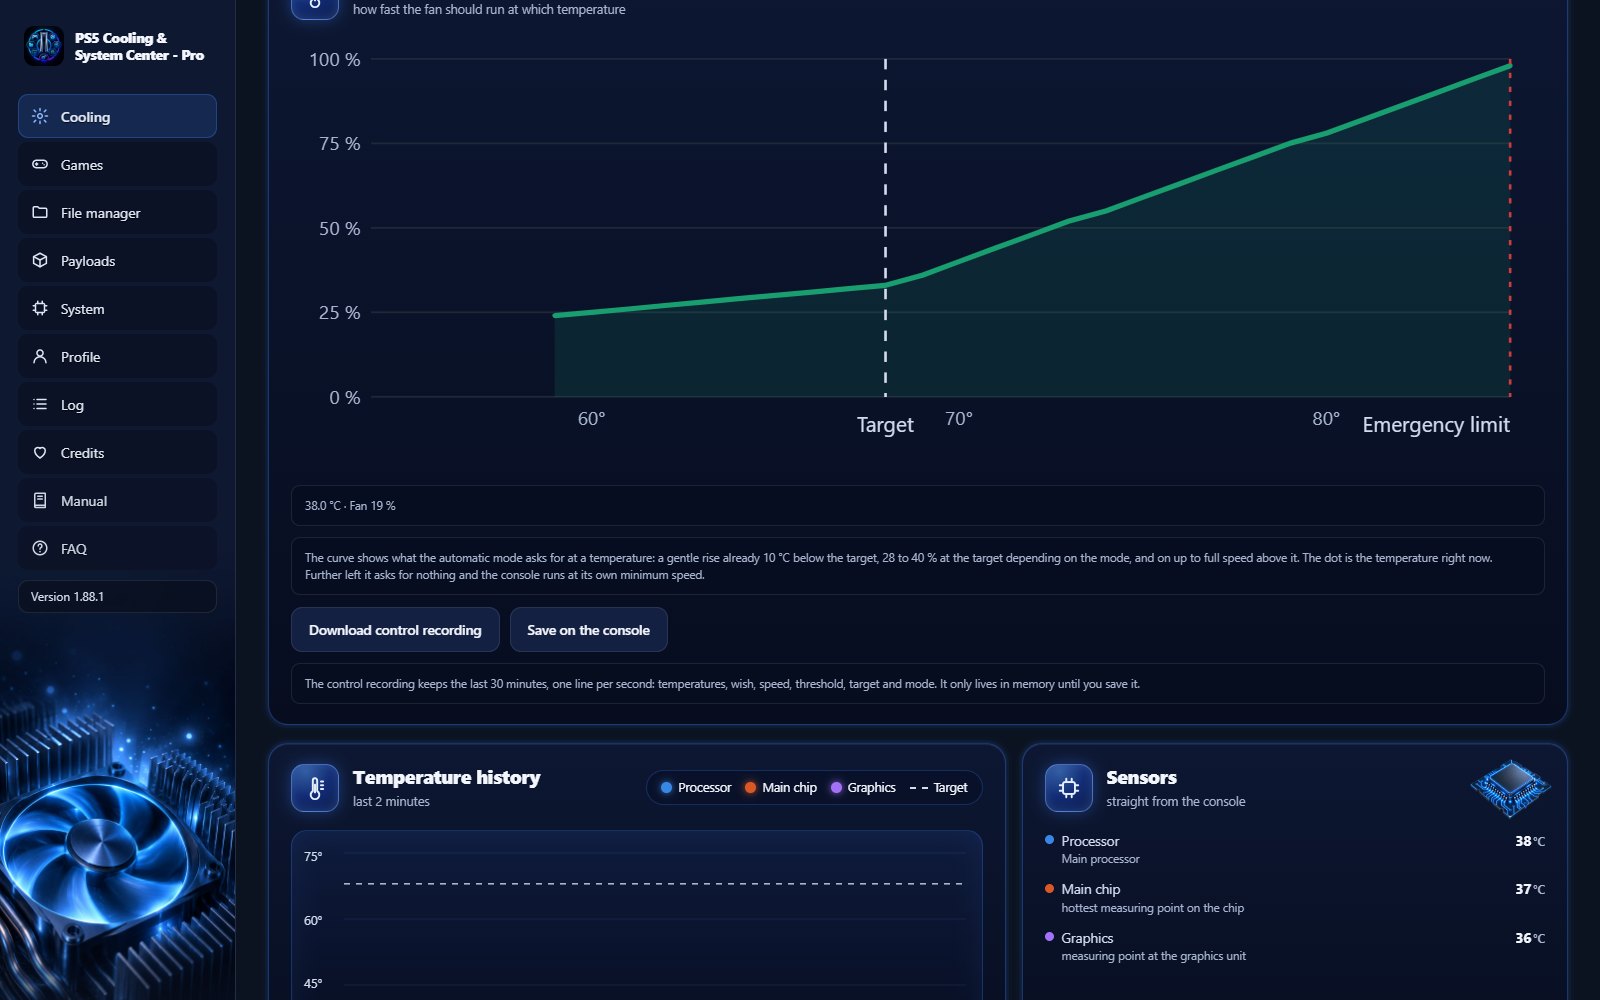 PS5 Cooling &
System Center - Pro
Cooling
Games
File manager
Payloads
System
Profile
Log
Credits
Manual
FAQ
Version 1.88.1
how fast the fan should run at which temperature
100 %
75 %
50 %
25 %
0 %
60°
Target
70°
80°
Emergency limit
38.0 °C · Fan 19 %
The curve shows what the automatic mode asks for at a temperature: a gentle rise already 10 °C below the target, 28 to 40 % at the target depending on the mode, and on up to full speed above it. The dot is the temperature right now.
Further left it asks for nothing and the console runs at its own minimum speed.
Download control recording
Save on the console
The control recording keeps the last 30 minutes, one line per second: temperatures, wish, speed, threshold, target and mode. It only lives in memory until you save it.
Temperature history
last 2 minutes
Processor
Main chip
Graphics
Target
75°
60°
45°
Sensors
straight from the console
Processor
38 °C
Main processor
Main chip
37 °C
hottest measuring point on the chip
Graphics
36 °C
measuring point at the graphics unit